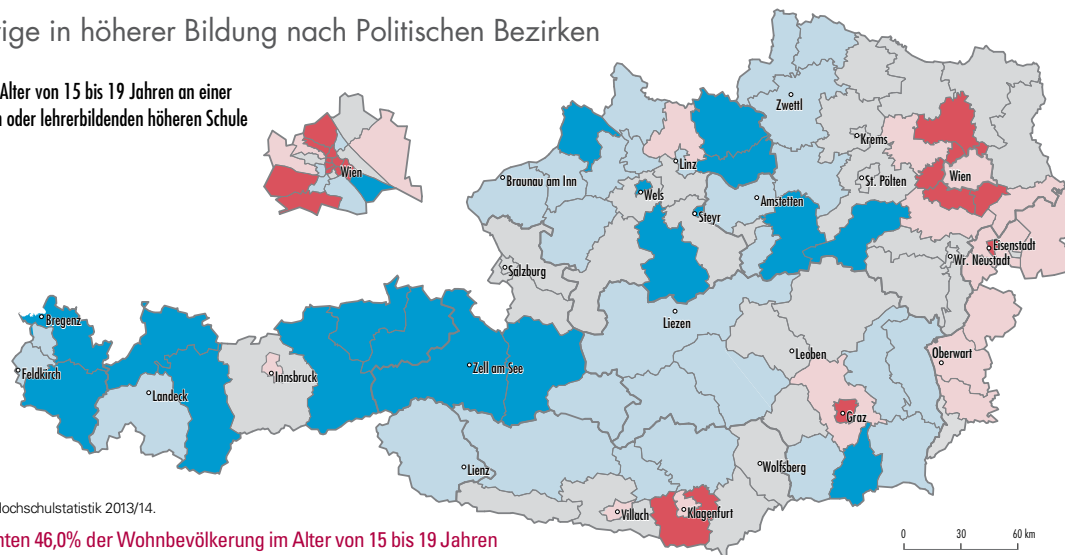 ige in höherer Bildung nach Politischen Bezirken
Alter von 15 bis 19 Jahren an einer
oder lehrerbildenden höheren Schule
Wien
Zwettl
Krems
Linz
Braunau am Inn
St. Pölten
Wien
Wels
Amstetten
Steyr
Eisenstadt
Wr. Neustadt
Salzburg
Bregenz
Liezen
Leoben
Oberwart
Feldkirch
Innsbruck
Zell am See
Landeck
Graz
Lienz
Wolfsberg
Villach
Klagenfurt
Hochschulstatistik 2013/14.
nten 46,0% der Wohnbevölkerung im Alter von 15 bis 19 Jahren
0 30 60 km